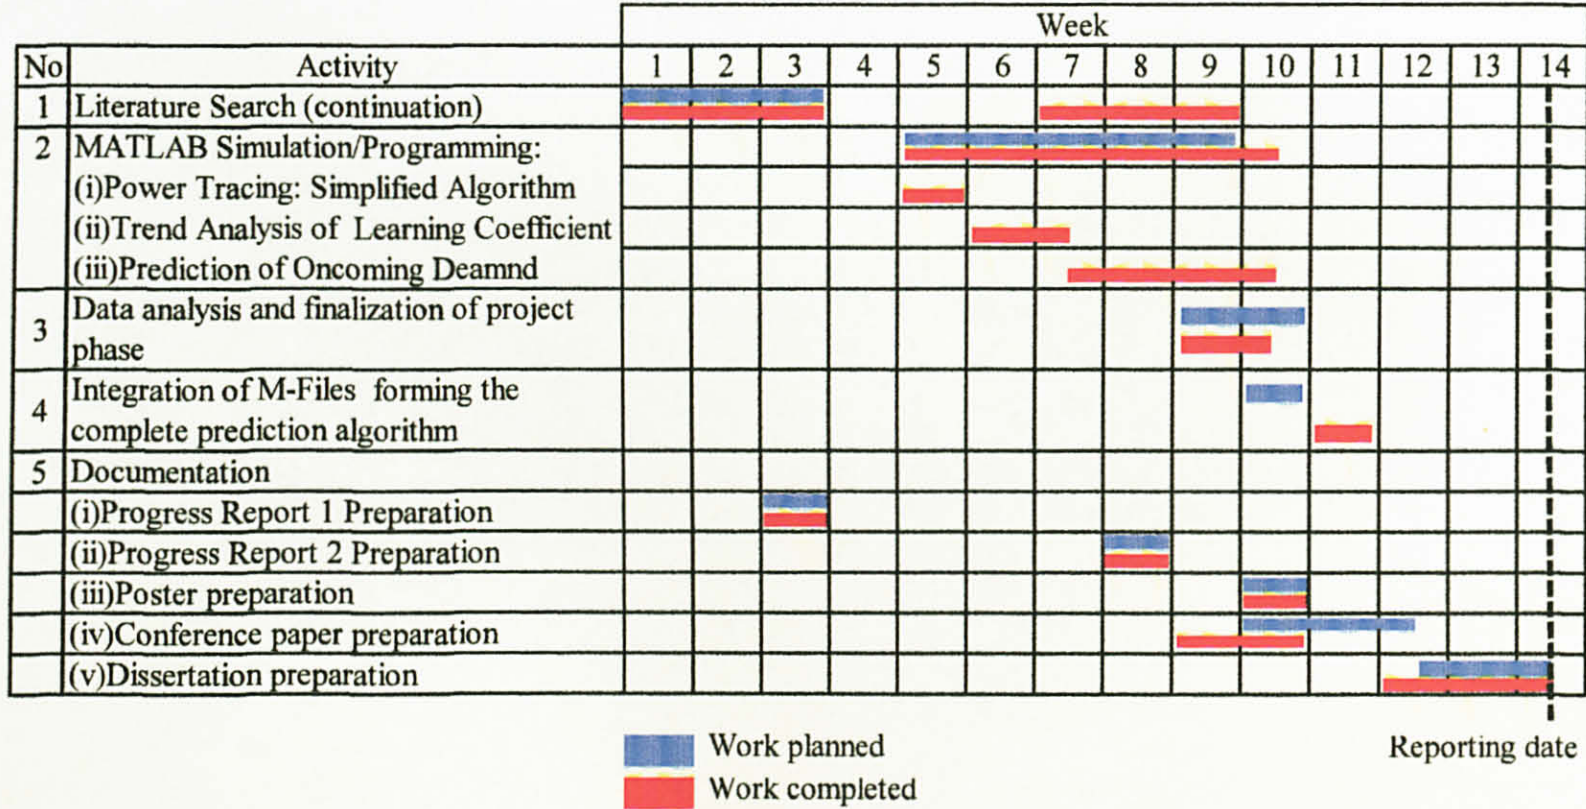 Week
No Activity 1 2 3 4 5 6 7 8 9 10 11 12 13 14
1 Literature Search (continuation)
2 MATLAB Simulation/Programming:
(i)Power Tracing: Simplified Algorithm
(ii)Trend Analysis of Learning Coefficient
(iii)Prediction of Oncoming Deamnd
3 Data analysis and finalization of project
phase
4 Integration of M-Files forming the
complete prediction algorithm
5 Documentation
(i)Progress Report 1 Preparation
(ii)Progress Report 2 Preparation
(iii)Poster preparation
(iv)Conference paper preparation
(v)Dissertation preparation
Work planned
Reporting date
Work completed